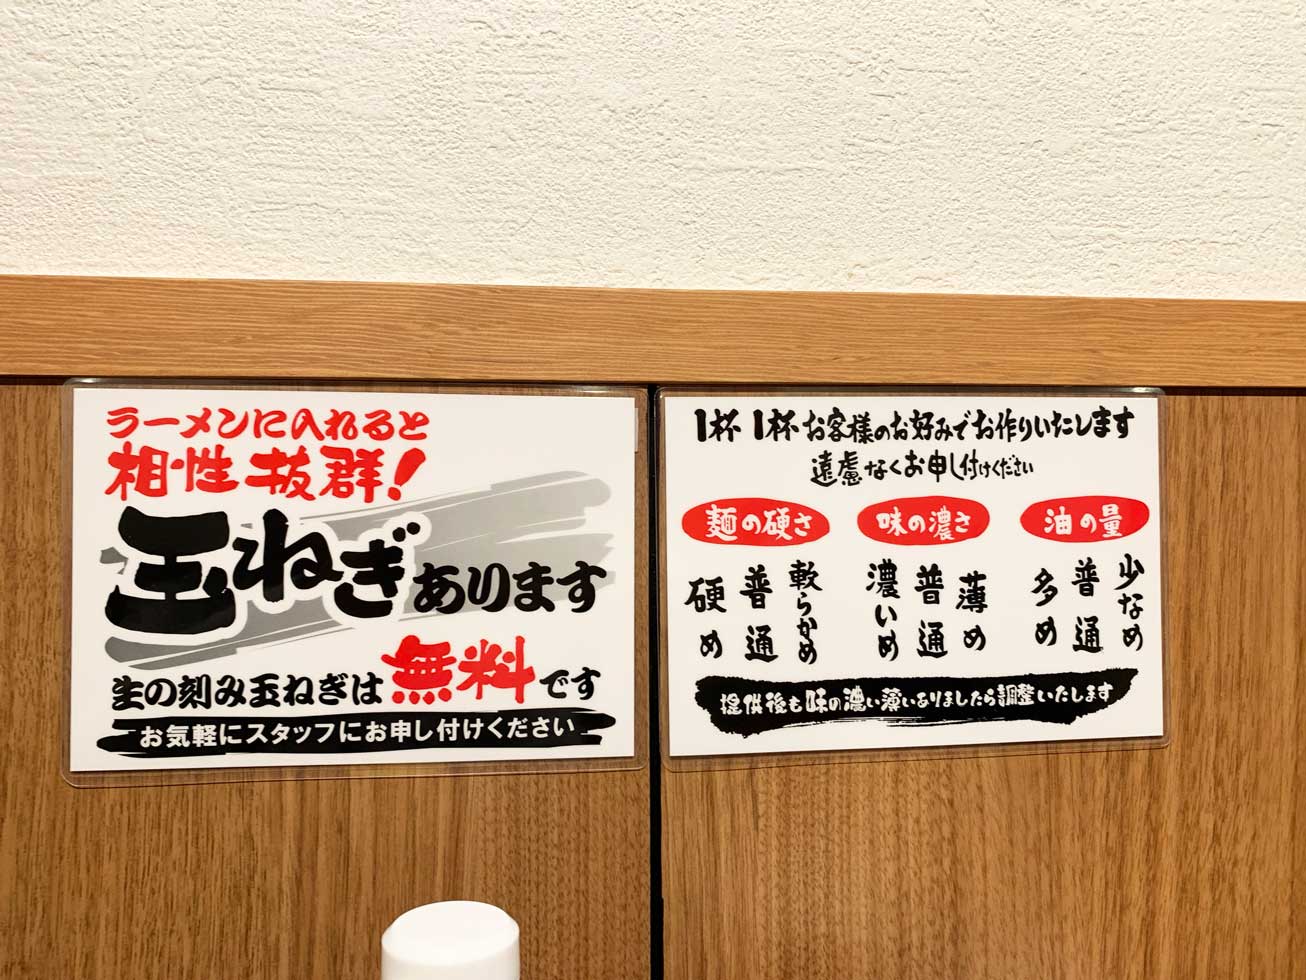 ラーメンに入れると
相性抜群!
玉ねぎあります
生の刻み玉ねぎは無料です
お気軽にスタッフにお申し付けください
1杯1杯お客様のお好みでお作りいたします
遠慮なくお申し付けください
麺の硬さ
硬め
普通
軟らかめ
味の濃さ
濃いめ
普通
薄め
油の量
多め
普通
少なめ
提供後も味の濃い薄いありましたら調整いたします